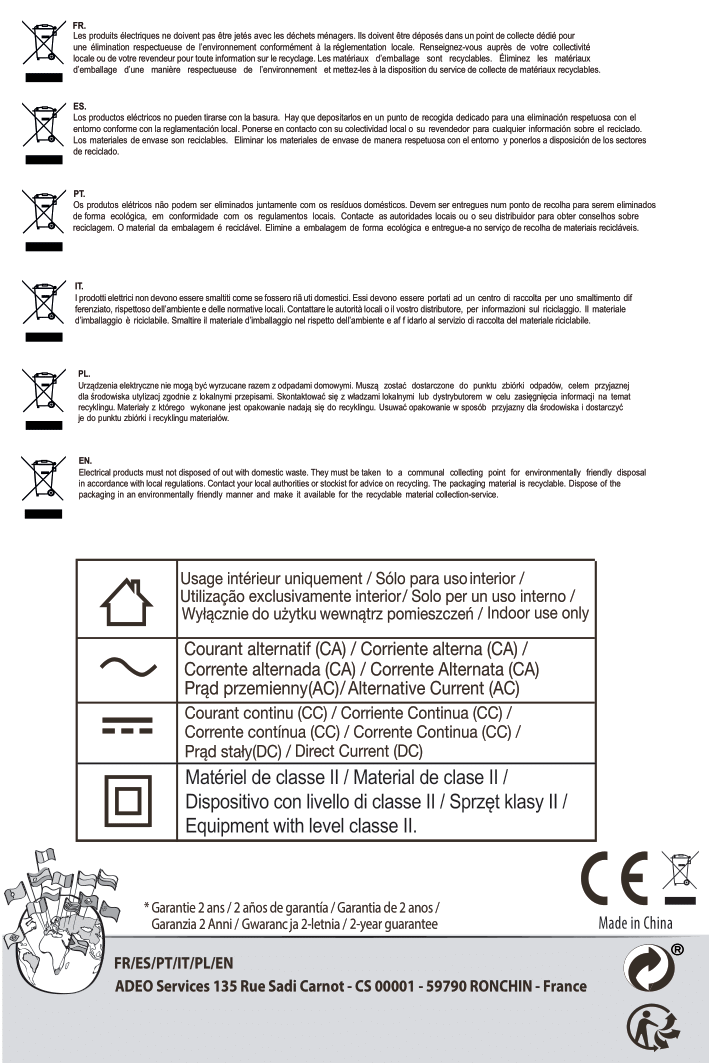 FR.
Les produits électriques ne doivent pas être jetés avec les déchets ménagers. Ils doivent être déposés dans un point de collecte dédié pour
une élimination respectueuse de l'environnement conformément à la réglementation locale. Renseignez-vous auprès de votre collectivité
locale ou de votre revendeur pour toute information sur le recyclage. Les matériaux d'emballage sont recyclables. Éliminez les matériaux
d'emballage d'une manière respectueuse de l'environnement et mettez-les à la disposition du service de collecte de matériaux recyclables.
ES.
Los productos eléctricos no pueden tirarse con la basura. Hay que depositarlos en un punto de recogida dedicado para una eliminación respetuosa con el
entorno conforme con la reglamentación local. Ponerse en contacto con su colectividad local o su revendedor para cualquier información sobre el reciclado.
Los materiales de envase son reciclables. Eliminar los materiales de envase de manera respetuosa con el entorno y ponerlos a disposición de los sectores
de reciclado.
PT.
Os produtos elétricos não podem ser eliminados juntamente com os resíduos domésticos. Devem ser entregues num ponto de recolha para serem eliminados
de forma ecológica, em conformidade com os regulamentos locais. Contacte as autoridades locais ou o seu distribuidor para obter conselhos sobre
reciclagem. O material da embalagem é reciclável. Elimine a embalagem de forma ecológica e entregue-a no serviço de recolha de materiais recicláveis.
IT.
I prodotti elettrici non devono essere smaltiti come se fossero riã uti domestici. Essi devono essere portati ad un centro di raccolta per uno smaltimento dif
ferenziato, rispettoso dell'ambiente e delle normative locali. Contattare le autorità locali o il vostro distributore, per informazioni sul riciclaggio. Il materiale
d'imballaggio è riciclabile. Smaltire il materiale d'imballaggio nel rispetto dell'ambiente e af f idarlo al servizio di raccolta del materiale riciclabile.
PL.
Urządzenia elektryczne nie mogą być wyrzucane razem z odpadami domowymi. Muszą zostać dostarczone do punktu zbiórki odpadów, celem przyjaznej
dla środowiska utylizacj zgodnie z lokalnymi przepisami. Skontaktować się z władzami lokalnymi lub dystrybutorem w celu zasięgnięcia informacji na temat
recyklingu. Materiały z którego wykonane jest opakowanie nadają się do recyklingu. Usuwać opakowanie w sposób przyjazny dla środowiska i dostarczyć
je do punktu zbiórki i recyklingu materiałów.
EN.
Electrical products must not disposed of out with domestic waste. They must be taken to a communal collecting point for environmentally friendly disposal
in accordance with local regulations. Contact your local authorities or stockist for advice on recycling. The packaging material is recyclable. Dispose of the
packaging in an environmentally friendly manner and make it available for the recyclable material collection-service.
Usage intérieur uniquement / Sólo para uso interior /
Utilização exclusivamente interior/ Solo per un uso interno /
Wyłącznie do użytku wewnątrz pomieszczeń / Indoor use only
Courant alternatif (CA) / Corriente alterna (CA) /
Corrente alternada (CA) / Corrente Alternata (CA)
Prąd przemienny(AC)/ Alternative Current (AC)
Courant continu (CC) / Corriente Continua (CC) /
Corrente contínua (CC) / Corrente Continua (CC) /
Prąd stały(DC) / Direct Current (DC)
Matériel de classe II / Material de clase II /
Dispositivo con livello di classe II / Sprzęt klasy II /
Equipment with level classe II.
CE
Made in China
* Garantie 2 ans / 2 años de garantía / Garantia de 2 anos /
Garanzia 2 Anni / Gwaranc ja 2-letnia / 2-year guarantee
FR/ES/PT/IT/PL/EN
ADEO Services 135 Rue Sadi Carnot - CS 00001 - 59790 RONCHIN - France
®